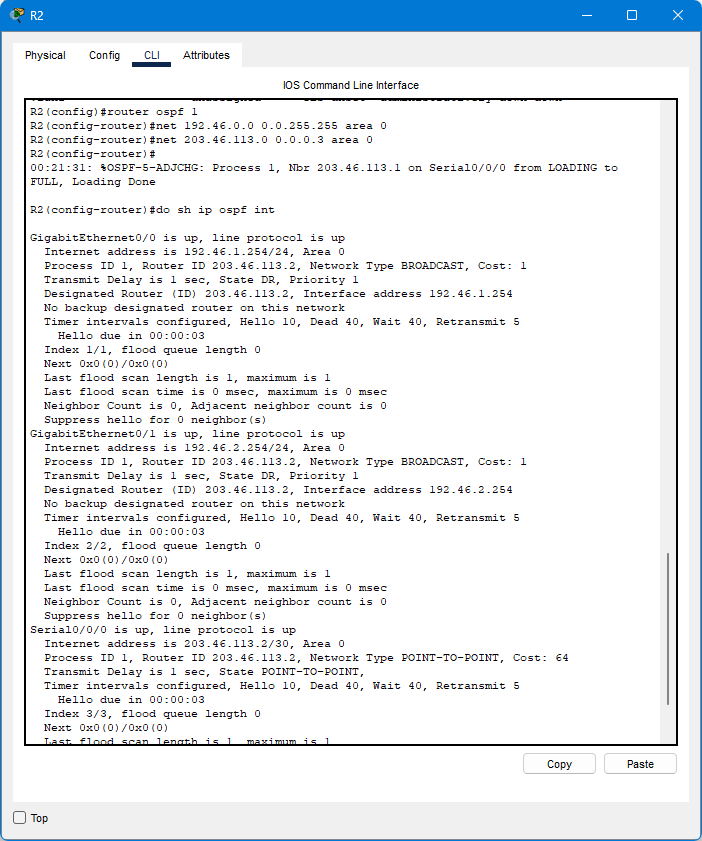 R2
Physical Config CLI Attributes
IOS Command Line Interface
R2(config)#router ospf 1
R2(config-router)#net 192.46.0.0 0.0.255.255 area 0
R2(config-router)#net 203.46.113.0 0.0.0.3 area 0
R2(config-router)#
00:21:31: %OSPF-5-ADJCHG: Process 1, Nbr 203.46.113.1 on Serial0/0/0 from LOADING to
FULL, Loading Done
R2(config-router)#do sh ip ospf int
GigabitEthernet0/0 is up, line protocol is up
Internet address is 192.46.1.254/24, Area 0
Process ID 1, Router ID 203.46.113.2, Network Type BROADCAST, Cost: 1
Transmit Delay is 1 sec, State DR, Priority 1
Designated Router (ID) 203.46.113.2, Interface address 192.46.1.254
No backup designated router on this network
Timer intervals configured, Hello 10, Dead 40, Wait 40, Retransmit 5
Hello due in 00:00:03
Index 1/1, flood queue length 0
Next 0x0(0)/0x0(0)
Last flood scan length is 1, maximum is 1
Last flood scan time is 0 msec, maximum is 0 msec
Neighbor Count is 0, Adjacent neighbor count is 0
Suppress hello for 0 neighbor(s)
GigabitEthernet0/1 is up, line protocol is up
Internet address is 192.46.2.254/24, Area 0
Process ID 1, Router ID 203.46.113.2, Network Type BROADCAST, Cost: 1
Transmit Delay is 1 sec, State DR, Priority 1
Designated Router (ID) 203.46.113.2, Interface address 192.46.2.254
No backup designated router on this network
Timer intervals configured, Hello 10, Dead 40, Wait 40, Retransmit 5
Hello due in 00:00:03
Index 2/2, flood queue length 0
Next 0x0(0)/0x0(0)
Last flood scan length is 1, maximum is 1
Last flood scan time is 0 msec, maximum is 0 msec
Neighbor Count is 0, Adjacent neighbor count is 0
Suppress hello for 0 neighbor(s)
Serial0/0/0 is up, line protocol is up
Internet address is 203.46.113.2/30, Area 0
Process ID 1, Router ID 203.46.113.2, Network Type POINT-TO-POINT, Cost: 64
Transmit Delay is 1 sec, State POINT-TO-POINT,
Timer intervals configured, Hello 10, Dead 40, Wait 40, Retransmit 5
Hello due in 00:00:03
Index 3/3, flood queue length 0
Next 0x0(0)/0x0(0)
Last flood scan length is 1, maximum is 1
Copy Paste
Top